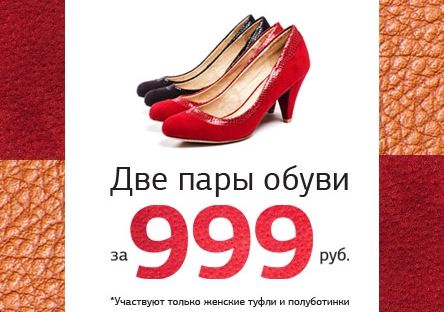 Две пары обуви
за 999 руб.
*Участвуют только женские туфли и полуботинки